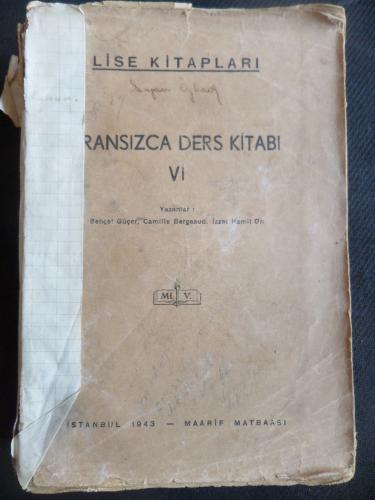 LİSE KİTAPLARI
RANSIZCA DERS KİTABI
VI
Yazanlar :
Behçet Güçer, Camille Bergeaud, İzzet Hamit Ün.
M V.
İSTANBUL 1943 — MAARİF MATBAASI